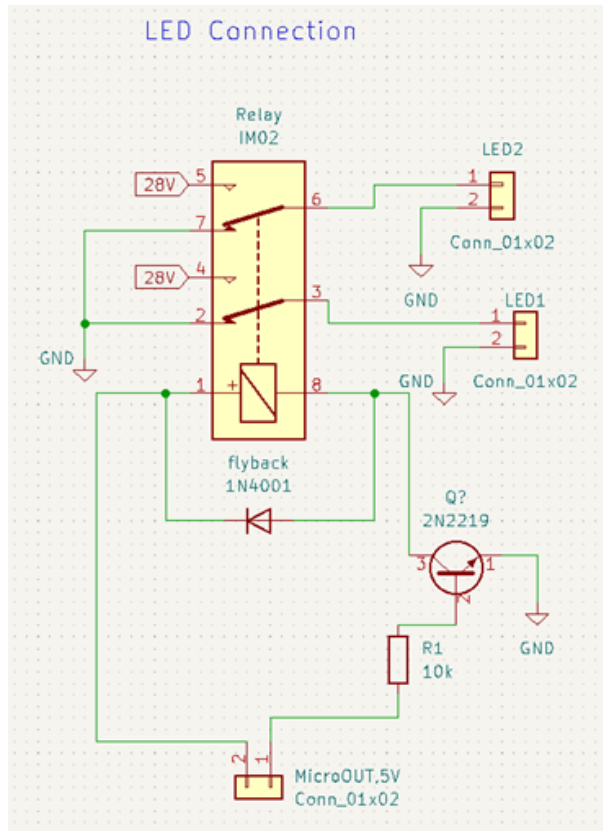 LED Connection
Relay
IM02
LED2
28V
5
6
1
2
7
Conn_01x02
28V
4
GND
LED1
3
1
2
2
GND
GND
Conn_01x02
1
+
8
flyback
1N4001
Q?
2N2219
3
1
2
R1
10k
GND
2
1
MicroOUT,5V
Conn_01x02